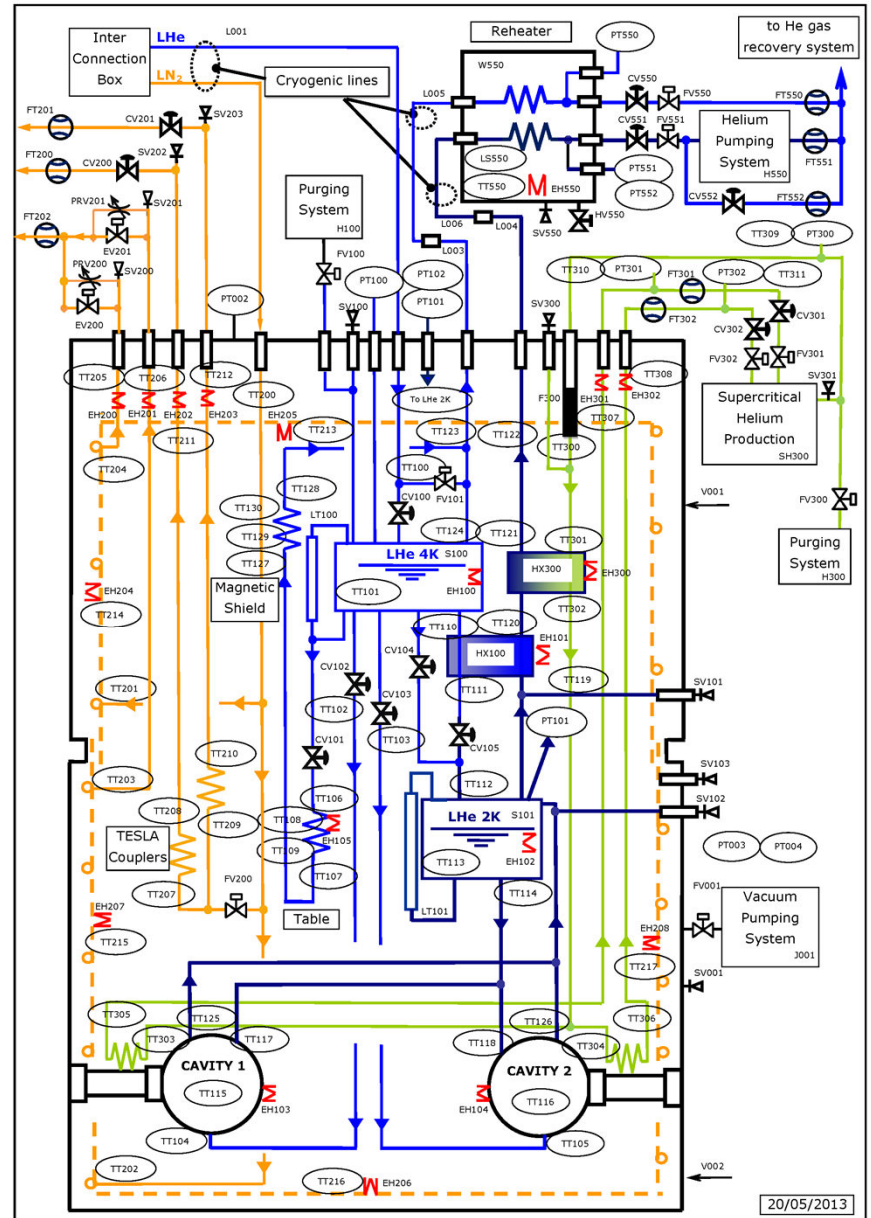 Inter
Connection
Box
LHe
LN2
L001
Cryogenic lines
Reheater
W550
PT550
to He gas
recovery system
L005
CV550
FV550
FT550
CV551
FV551
Helium
Pumping
System
H550
FT551
LS550
TT550
EH550
PT551
PT552
CV552
FT552
SV550
HV550
L006
L004
L003
FT201
CV201
SV203
FT200
CV200
SV202
FT202
PRV201
EV201
SV201
PRV200
EV200
SV200
PT002
Purging
System
H100
FV100
SV100
PT100
PT102
PT101
SV300
TT309
PT300
TT310
PT301
FT301
PT302
TT311
FT302
CV302
CV301
FV302
FV301
SV301
Supercritical
Helium
Production
SH300
FV300
Purging
System
H300
TT205
TT206
TT212
TT200
EH200
EH201
EH202
EH203
EH205
TT213
TT211
TT204
To LHe 2K
TT123
TT122
F300
EH301
EH302
TT308
TT307
TT300
TT100
FV101
CV100
TT128
LT100
TT130
TT129
TT127
Magnetic
Shield
TT124
TT121
LHe 4K
S100
TT101
EH100
TT301
HX300
EH300
TT302
V001
EH204
TT214
TT110
TT120
EH101
CV104
HX100
TT111
TT119
CV102
TT102
CV103
TT103
CV101
CV105
PT101
SV101
TT201
TT203
TT210
TT208
TT209
TESLA
Couplers
TT207
FV200
TT106
TT108
EH105
TT109
TT107
Table
TT112
LHe 2K
S101
TT113
EH102
TT114
LT101
SV103
SV102
PT003
PT004
FV001
Vacuum
Pumping
System
J001
SV001
EH207
TT215
EH208
TT217
TT305
TT125
TT303
TT117
CAVITY 1
TT115
EH103
TT104
TT126
TT118
TT304
TT306
CAVITY 2
TT116
EH104
TT105
TT202
TT216
EH206
V002
20/05/2013